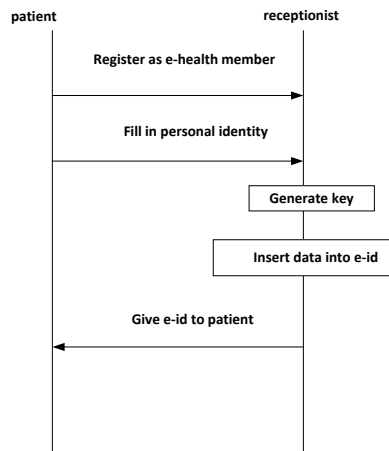 patient
receptionist
Register as e-health member
Fill in personal identity
Generate key
Insert data into e-id
Give e-id to patient